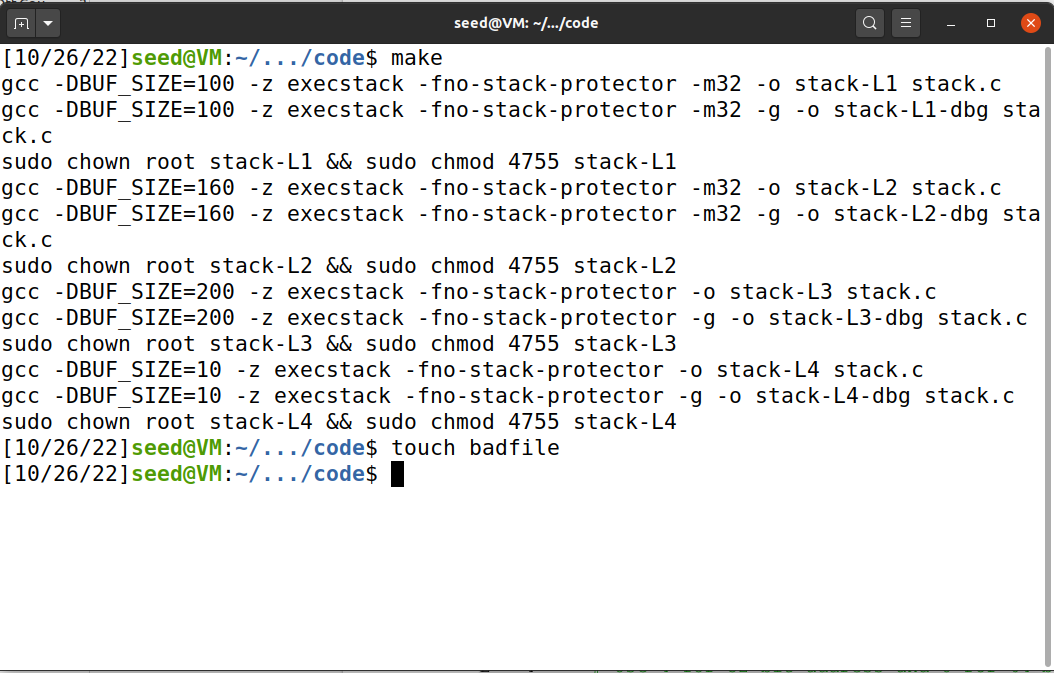 seed@VM: ~/.../code
[10/26/22]seed@VM:~/.../code$ make
gcc -DBUF_SIZE=100 -z execstack -fno-stack-protector -m32 -o stack-L1 stack.c
gcc -DBUF_SIZE=100 -z execstack -fno-stack-protector -m32 -g -o stack-L1-dbg sta
ck.c
sudo chown root stack-L1 && sudo chmod 4755 stack-L1
gcc -DBUF_SIZE=160 -z execstack -fno-stack-protector -m32 -o stack-L2 stack.c
gcc -DBUF_SIZE=160 -z execstack -fno-stack-protector -m32 -g -o stack-L2-dbg sta
ck.c
sudo chown root stack-L2 && sudo chmod 4755 stack-L2
gcc -DBUF_SIZE=200 -z execstack -fno-stack-protector -o stack-L3 stack.c
gcc -DBUF_SIZE=200 -z execstack -fno-stack-protector -g -o stack-L3-dbg stack.c
sudo chown root stack-L3 && sudo chmod 4755 stack-L3
gcc -DBUF_SIZE=10 -z execstack -fno-stack-protector -o stack-L4 stack.c
gcc -DBUF_SIZE=10 -z execstack -fno-stack-protector -g -o stack-L4-dbg stack.c
sudo chown root stack-L4 && sudo chmod 4755 stack-L4
[10/26/22]seed@VM:~/.../code$ touch badfile
[10/26/22]seed@VM:~/.../code$